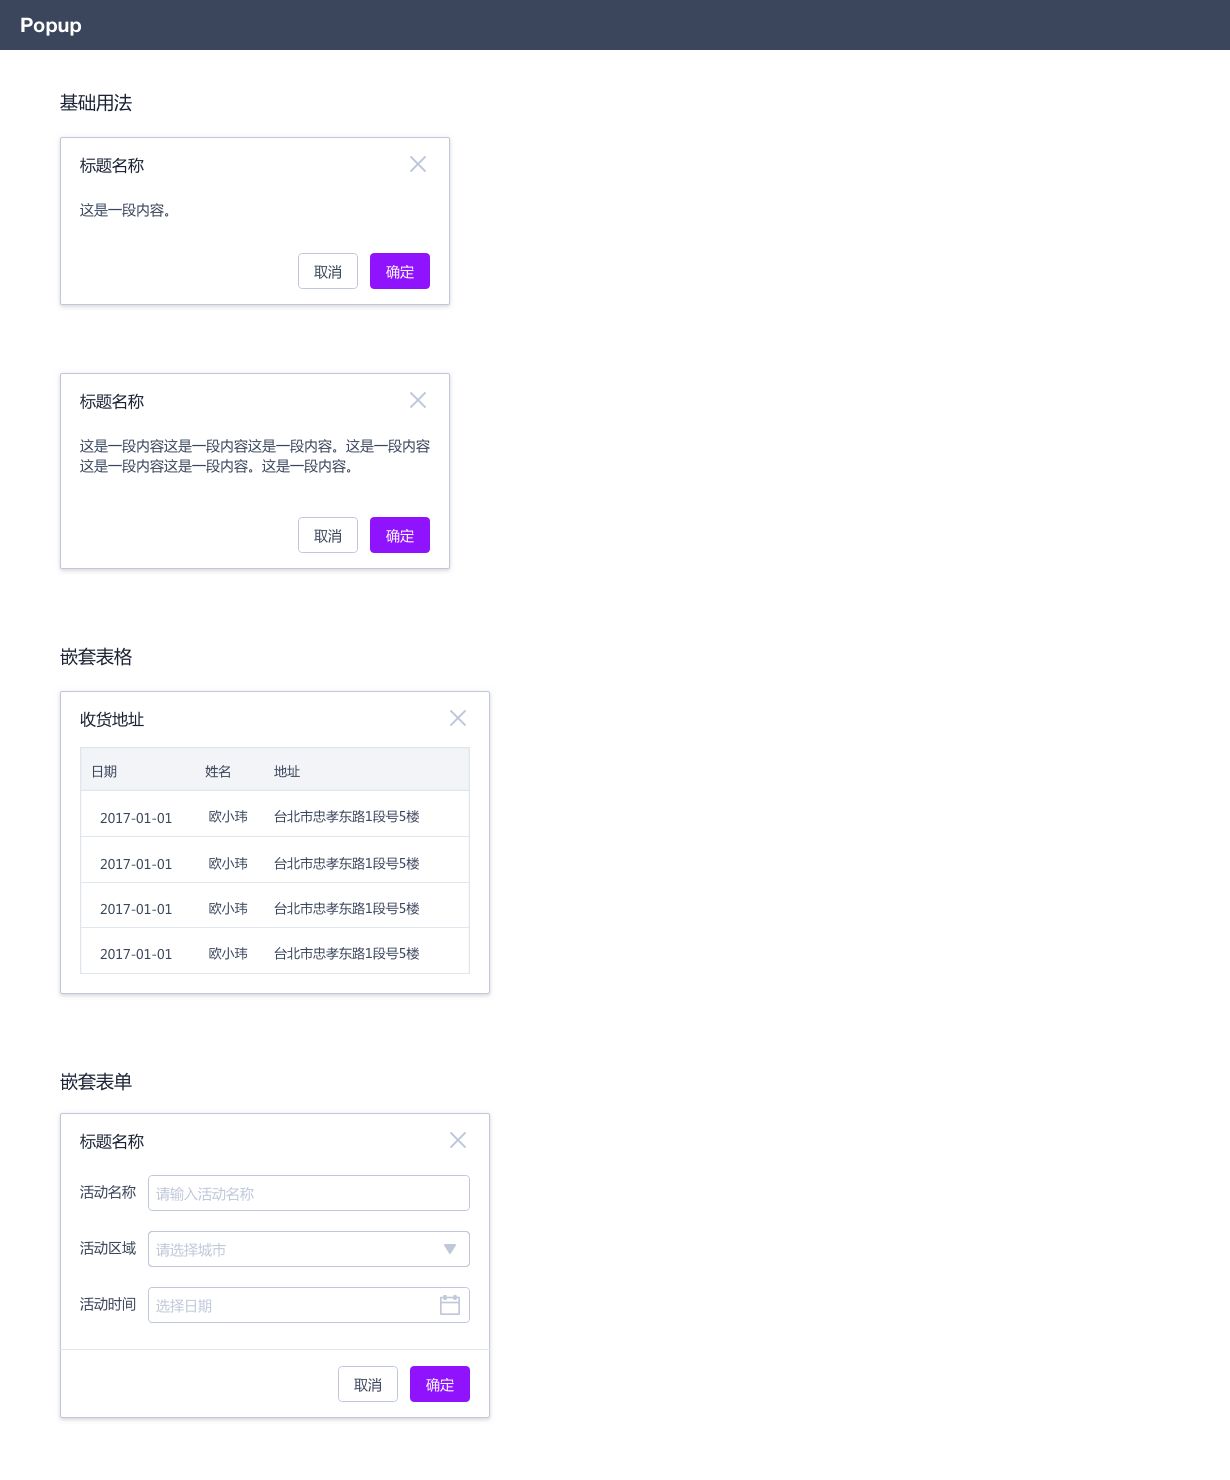 Popup
基础用法
标题名称
这是一段内容。
取消 确定
标题名称
这是一段内容这是一段内容这是一段内容。这是一段内容
这是一段内容这是一段内容。这是一段内容。
取消 确定
嵌套表格
收货地址
日期 姓名 地址
2017-01-01 欧小玮 台北市忠孝东路1段号5楼
2017-01-01 欧小玮 台北市忠孝东路1段号5楼
2017-01-01 欧小玮 台北市忠孝东路1段号5楼
2017-01-01 欧小玮 台北市忠孝东路1段号5楼
嵌套表单
标题名称
活动名称 请输入活动名称
活动区域 请选择城市
活动时间 选择日期
取消 确定